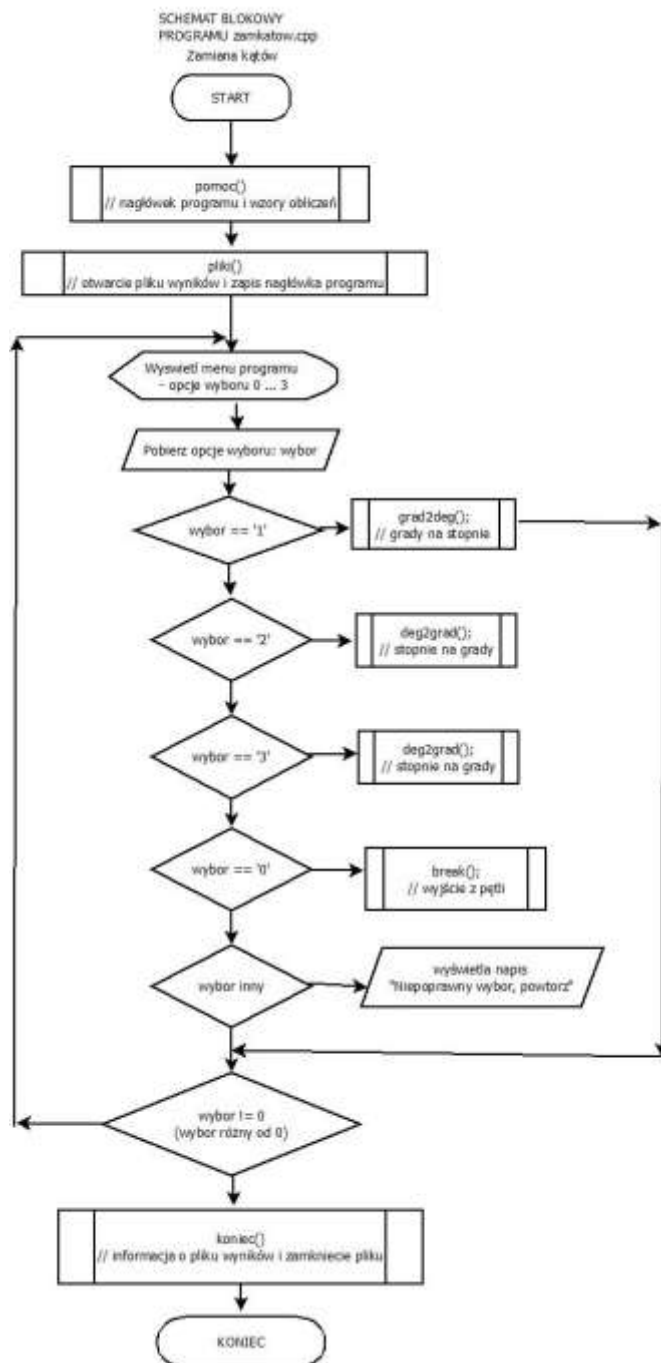 SCHEMAT BLOKOWY
PROGRAMU zamkatow.cpp
Zamiana kątów
START
pomoc()
// nagłówek programu i wzory obliczeń
pliki()
// otwarcie pliku wyników i zapis nagłówka programu
Wyswietl menu programu
- opcje wyboru 0 ... 3
Pobierz opcje wyboru: wybor
wybor == '1'
grad2deg();
// grady na stopnie
wybor == '2'
deg2grad();
// stopnie na grady
wybor == '3'
deg2grad();
// stopnie na grady
wybor == '0'
break();
// wyjście z pętli
wybor inny
wyświetla napis
"Niepoprawny wybor, powtorz"
wybor != 0
(wybor różny od 0)
koniec()
// informacja o pliku wyników i zamkniecie pliku
KONIEC